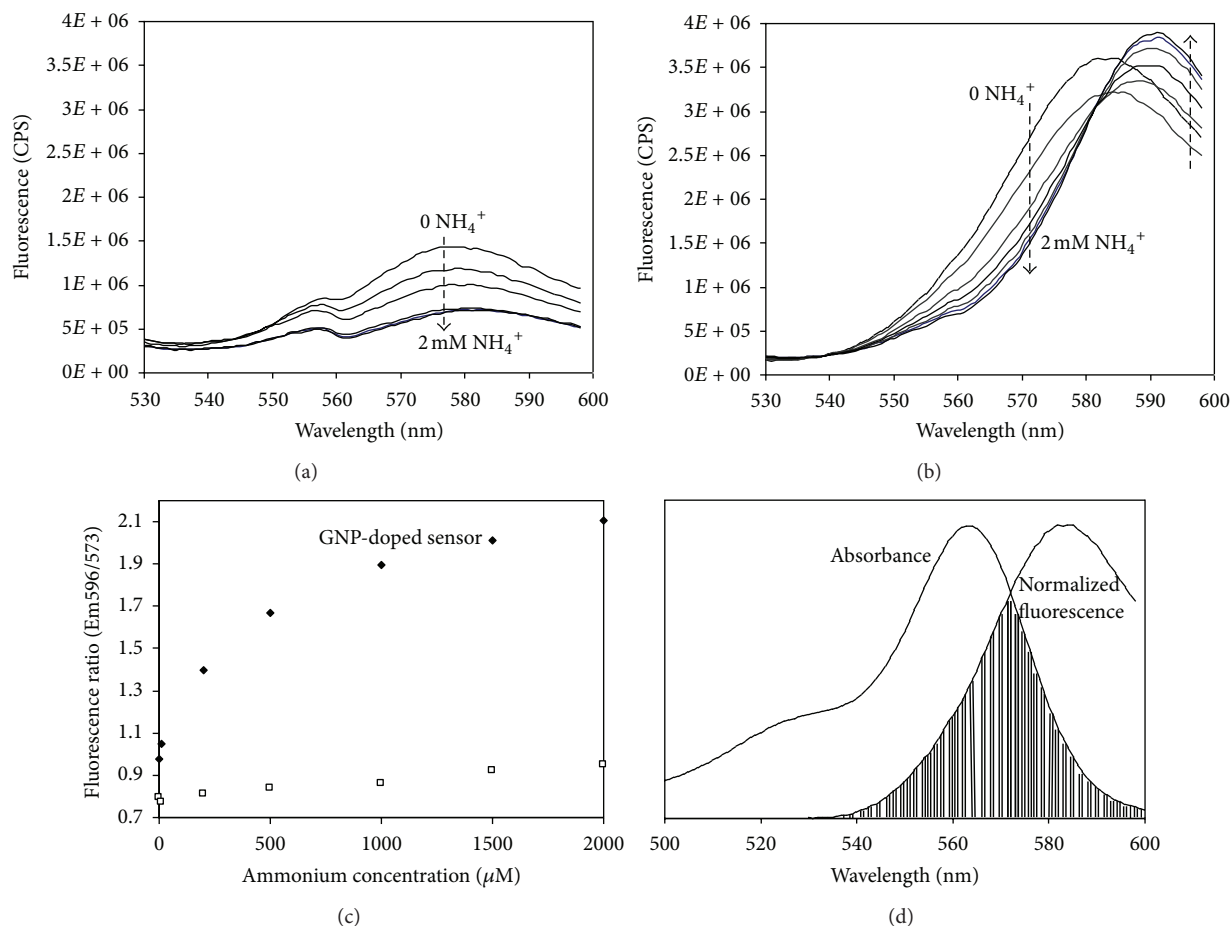 4E + 06
3.5E + 06
3E + 06
2.5E + 06
2E + 06
1.5E + 06
1E + 06
5E + 05
0E + 00
Fluorescence (CPS)
0 NH₄⁺
2 mM NH₄⁺
530 540 550 560 570 580 590 600
Wavelength (nm)
(a)
4E + 06
3.5E + 06
3E + 06
2.5E + 06
2E + 06
1.5E + 06
1E + 06
5E + 05
0E + 00
Fluorescence (CPS)
0 NH₄⁺
2 mM NH₄⁺
530 540 550 560 570 580 590 600
Wavelength (nm)
(b)
2.1
1.9
1.7
1.5
1.3
1.1
0.9
0.7
Fluorescence ratio (Em596/573)
GNP-doped sensor
0 500 1000 1500 2000
Ammonium concentration (μM)
(c)
Absorbance
Normalized
fluorescence
500 520 540 560 580 600
Wavelength (nm)
(d)